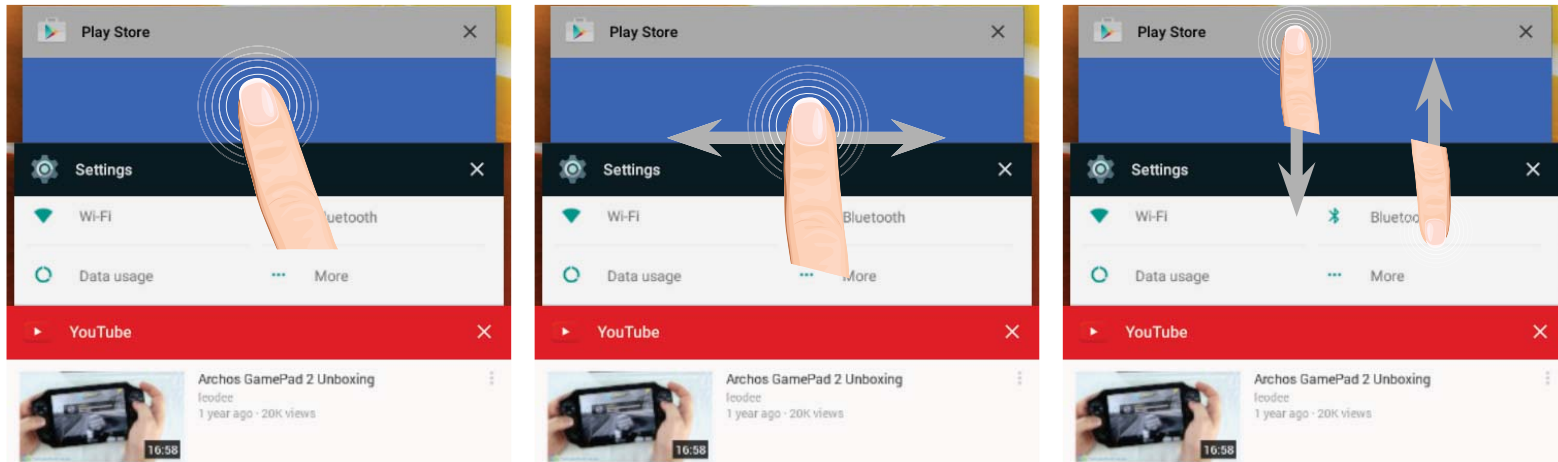 Play Store
Settings
Wi-Fi
luetooth
Data usage
More
YouTube
Archos GamePad 2 Unboxing
leodee
1 year ago · 20K views
16:58
Play Store
Settings
Wi-Fi
Bluetooth
Data usage
More
YouTube
Archos GamePad 2 Unboxing
leodee
1 year ago · 20K views
16:58
Play Store
Settings
Wi-Fi
Bluetoo
Data usage
More
YouTube
Archos GamePad 2 Unboxing
leodee
1 year ago · 20K views
16:58